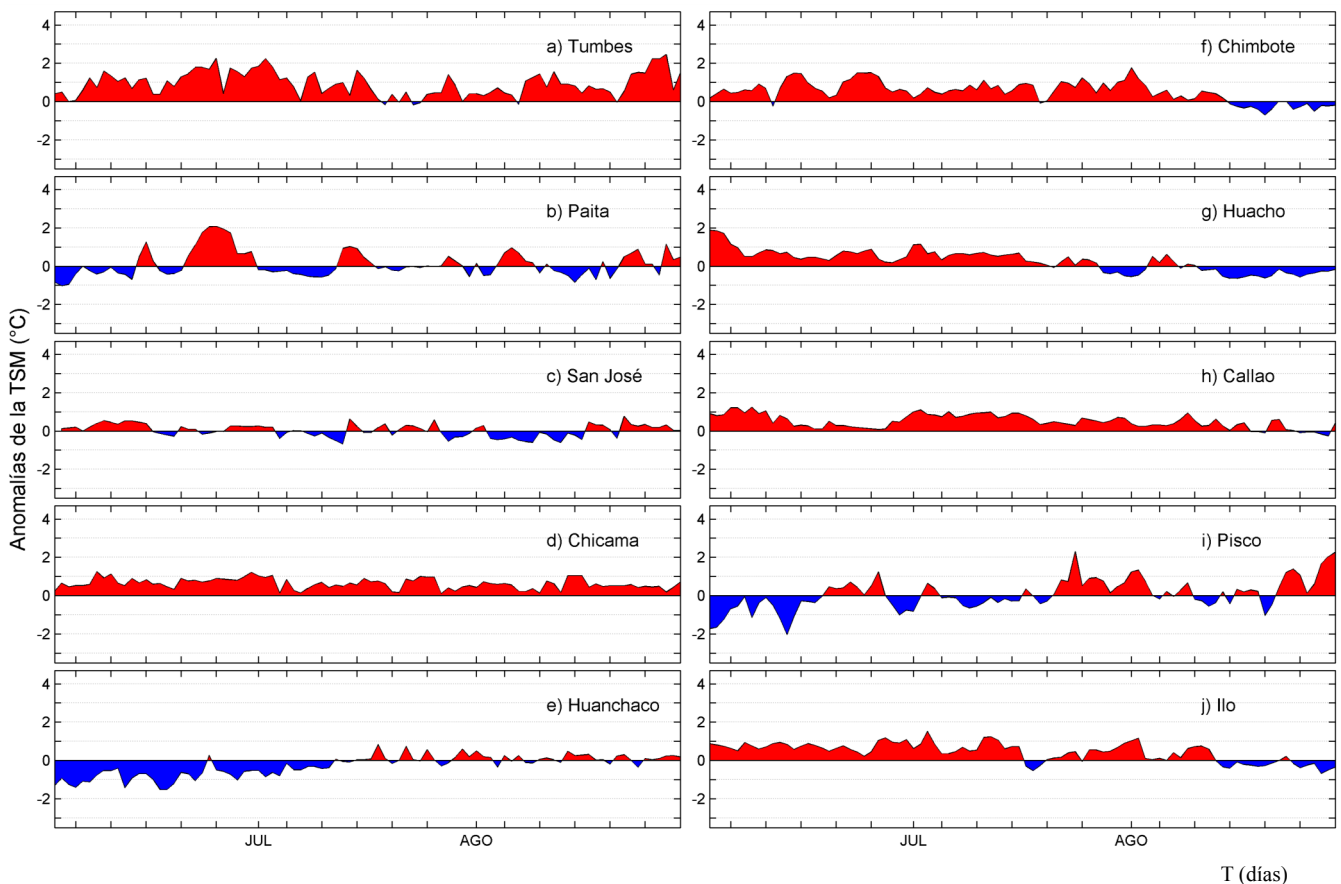 Anomalías de la TSM (°C)
4
2
0
-2
a) Tumbes
4
2
0
-2
b) Paita
4
2
0
-2
c) San José
4
2
0
-2
d) Chicama
4
2
0
-2
e) Huanchaco
JUL AGO
4
2
0
-2
f) Chimbote
4
2
0
-2
g) Huacho
4
2
0
-2
h) Callao
4
2
0
-2
i) Pisco
4
2
0
-2
j) Ilo
JUL AGO
T (días)